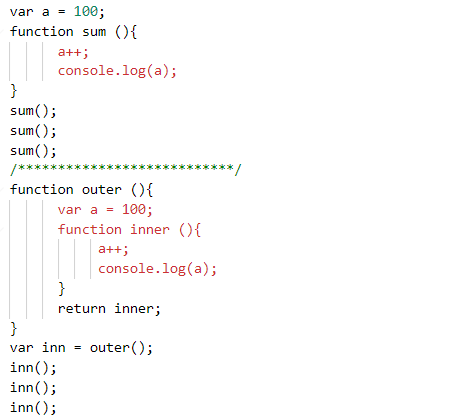 var a = 100;
function sum (){
a++;
console.log(a);
}
sum();
sum();
sum();
/***************************/
function outer (){
var a = 100;
function inner (){
a++;
console.log(a);
}
return inner;
}
var inn = outer();
inn();
inn();
inn();